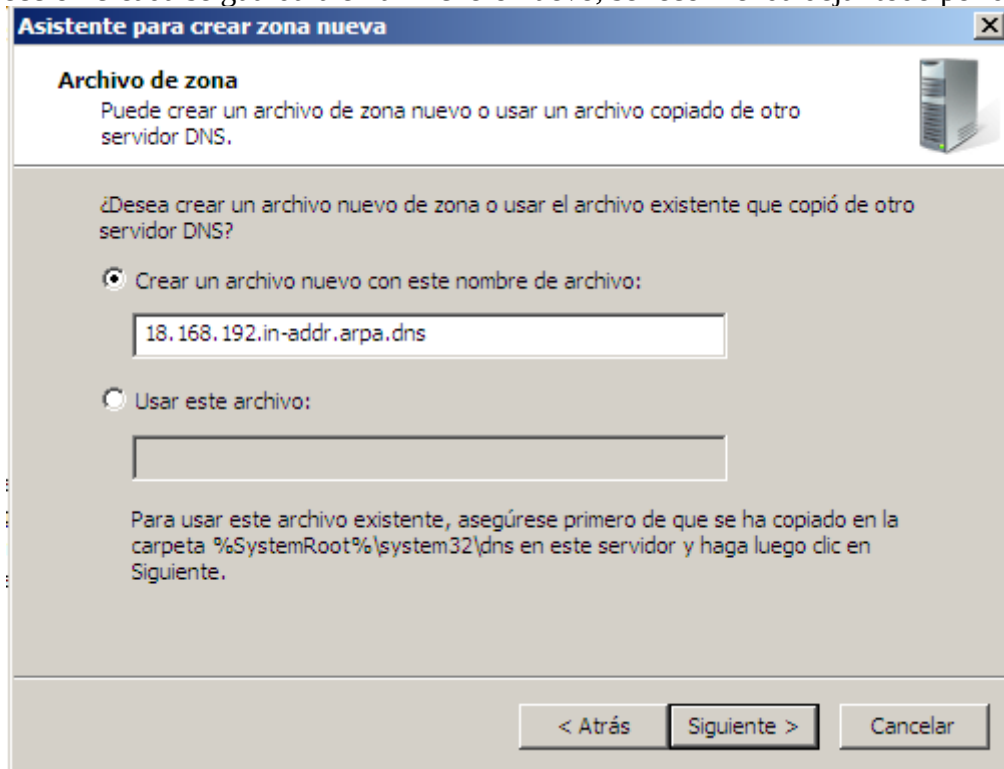 Asistente para crear zona nueva
Archivo de zona
Puede crear un archivo de zona nuevo o usar un archivo copiado de otro
servidor DNS.
¿Desea crear un archivo nuevo de zona o usar el archivo existente que copió de otro
servidor DNS?
Crear un archivo nuevo con este nombre de archivo:
18.168.192.in-addr.arpa.dns
Usar este archivo:
Para usar este archivo existente, asegúrese primero de que se ha copiado en la
carpeta %SystemRoot%\system32\dns en este servidor y haga luego clic en
Siguiente.
< Atrás
Siguiente >
Cancelar